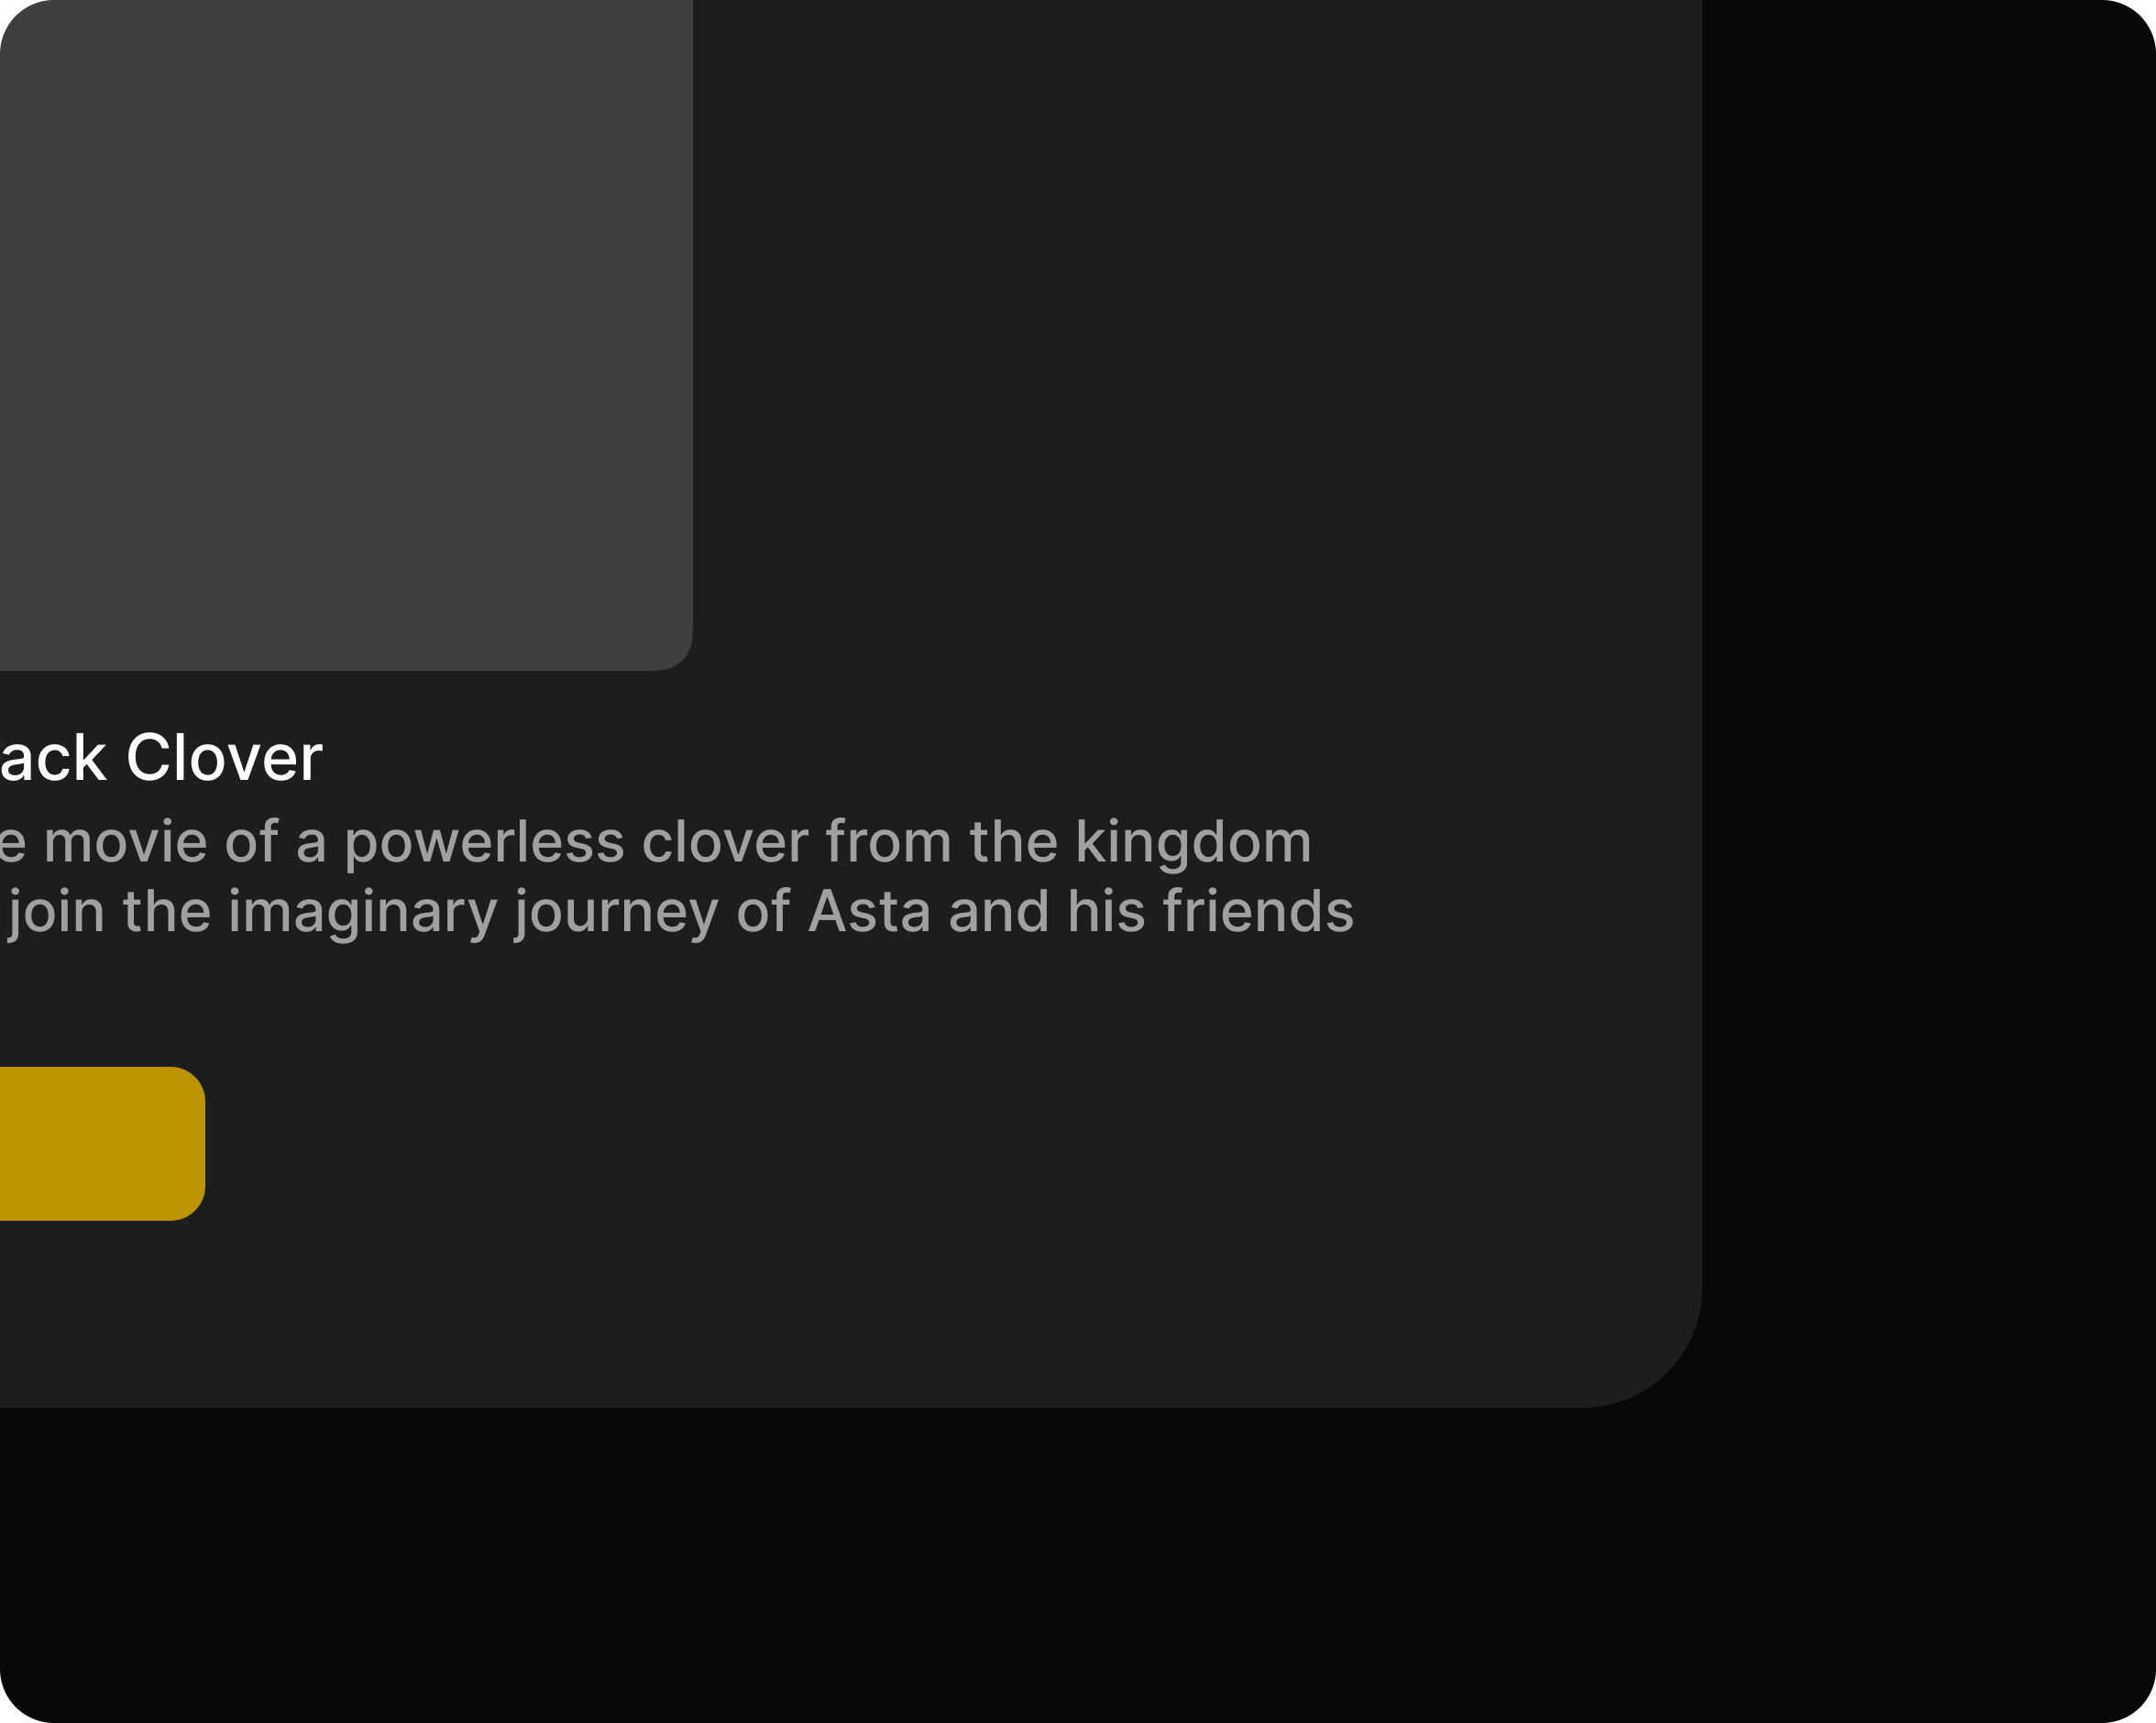 ack Clover
e movie of a powerless clover from the kingdom
join the imaginary journey of Asta and his friends